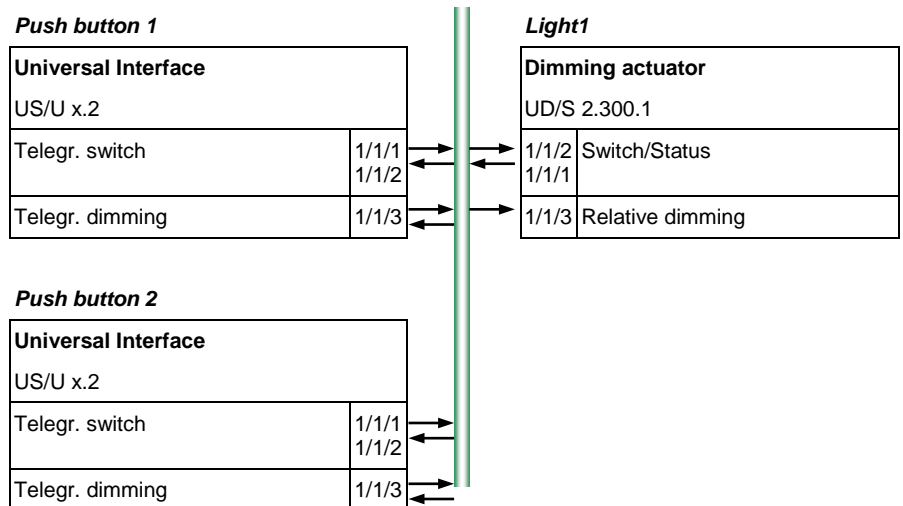 Push button 1
Universal Interface
US/U x.2
Telegr. switch 1/1/1
1/1/2
Telegr. dimming 1/1/3
Light1
Dimming actuator
UD/S 2.300.1
1/1/2 Switch/Status
1/1/1
1/1/3 Relative dimming
Push button 2
Universal Interface
US/U x.2
Telegr. switch 1/1/1
1/1/2
Telegr. dimming 1/1/3